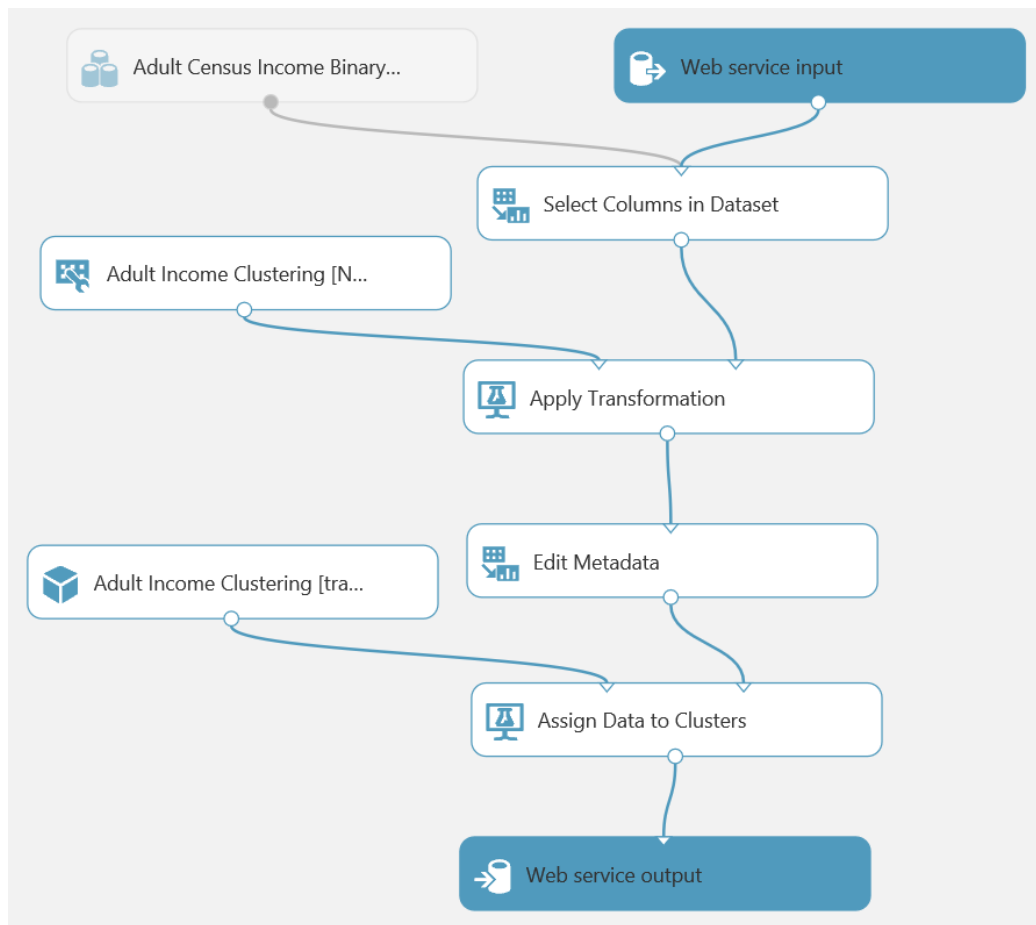 Adult Census Income Binary...
Web service input
Select Columns in Dataset
Adult Income Clustering [N...
Apply Transformation
Edit Metadata
Adult Income Clustering [tra...
Assign Data to Clusters
Web service output